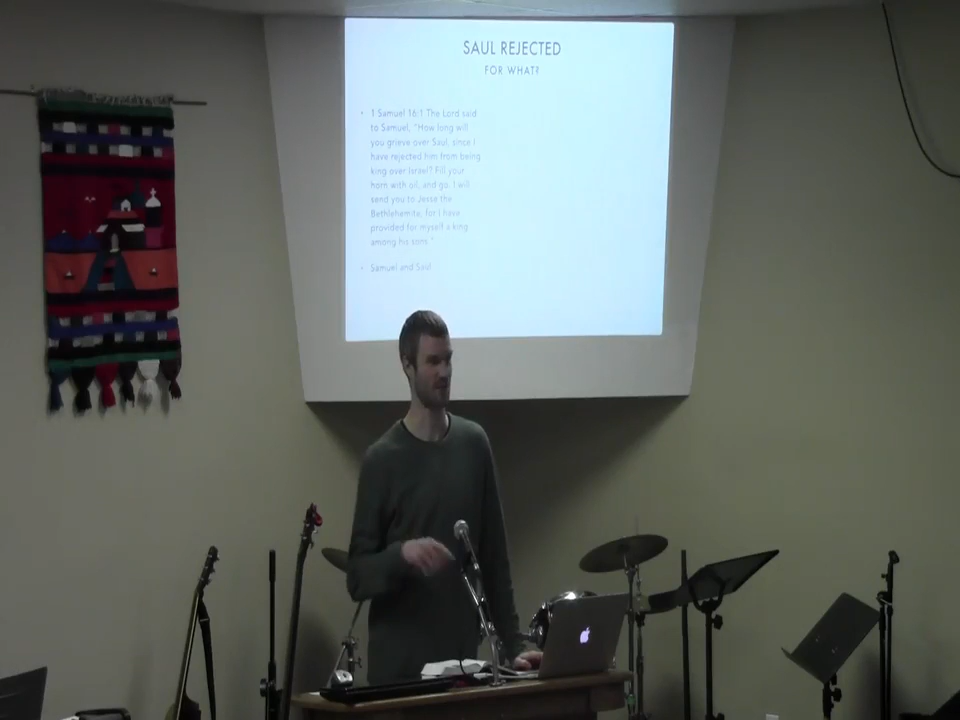 SAUL REJECTED
FOR WHAT?
• 1 Samuel 16:1 The Lord said
to Samuel, "How long will
you grieve over Saul, since I
have rejected him from being
king over Israel? Fill your
horn with oil, and go. I will
send you to Jesse the
Bethlehemite, for I have
provided for myself a king
among his sons."
• Samuel and Saul